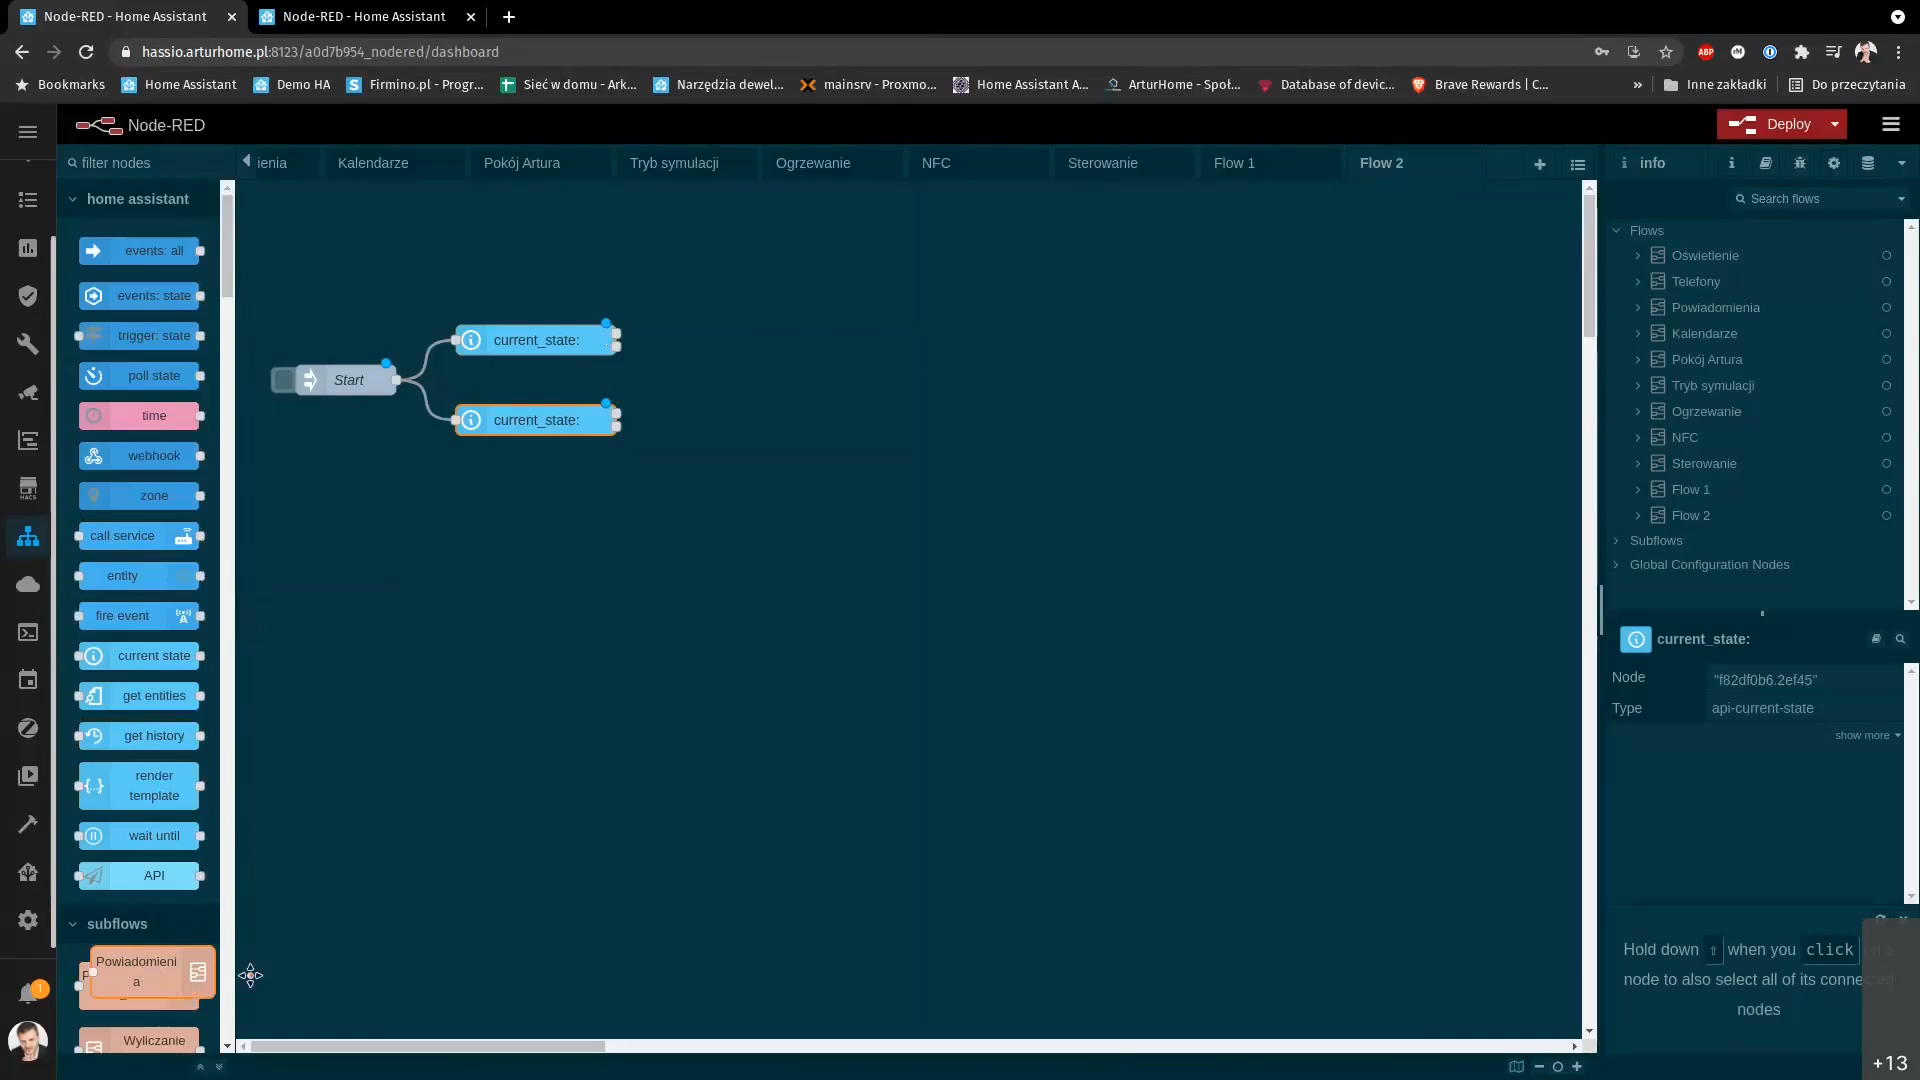 Node-RED - Home Assistant
Node-RED - Home Assistant
hassio.arturhome.pl:8123/a0d7b954_nodered/dashboard
ABP
Bookmarks
Home Assistant
Demo HA
Firmino.pl - Progr...
Sieć w domu - Ark...
Narzędzia dewel...
mainsrv - Proxmo...
Home Assistant A...
ArturHome - Społ...
Database of devic...
Brave Rewards | C...
»
Inne zakładki
Do przeczytania
Node-RED
Deploy
filter nodes
ienia
Kalendarze
Pokój Artura
Tryb symulacji
Ogrzewanie
NFC
Sterowanie
Flow 1
Flow 2
info
home assistant
events: all
events: state
trigger: state
poll state
time
webhook
zone
call service
entity
fire event
current state
get entities
get history
render
template
wait until
API
subflows
Powiadomieni
a
Wyliczanie
HACS
1
Start
current_state:
current_state:
Search flows
Flows
Oświetlenie
Telefony
Powiadomienia
Kalendarze
Pokój Artura
Tryb symulacji
Ogrzewanie
NFC
Sterowanie
Flow 1
Flow 2
Subflows
Global Configuration Nodes
current_state:
Node "f82df0b6.2ef45"
Type api-current-state
show more
Hold down ⇧ when you click
node to also select all of its connected
nodes
+13